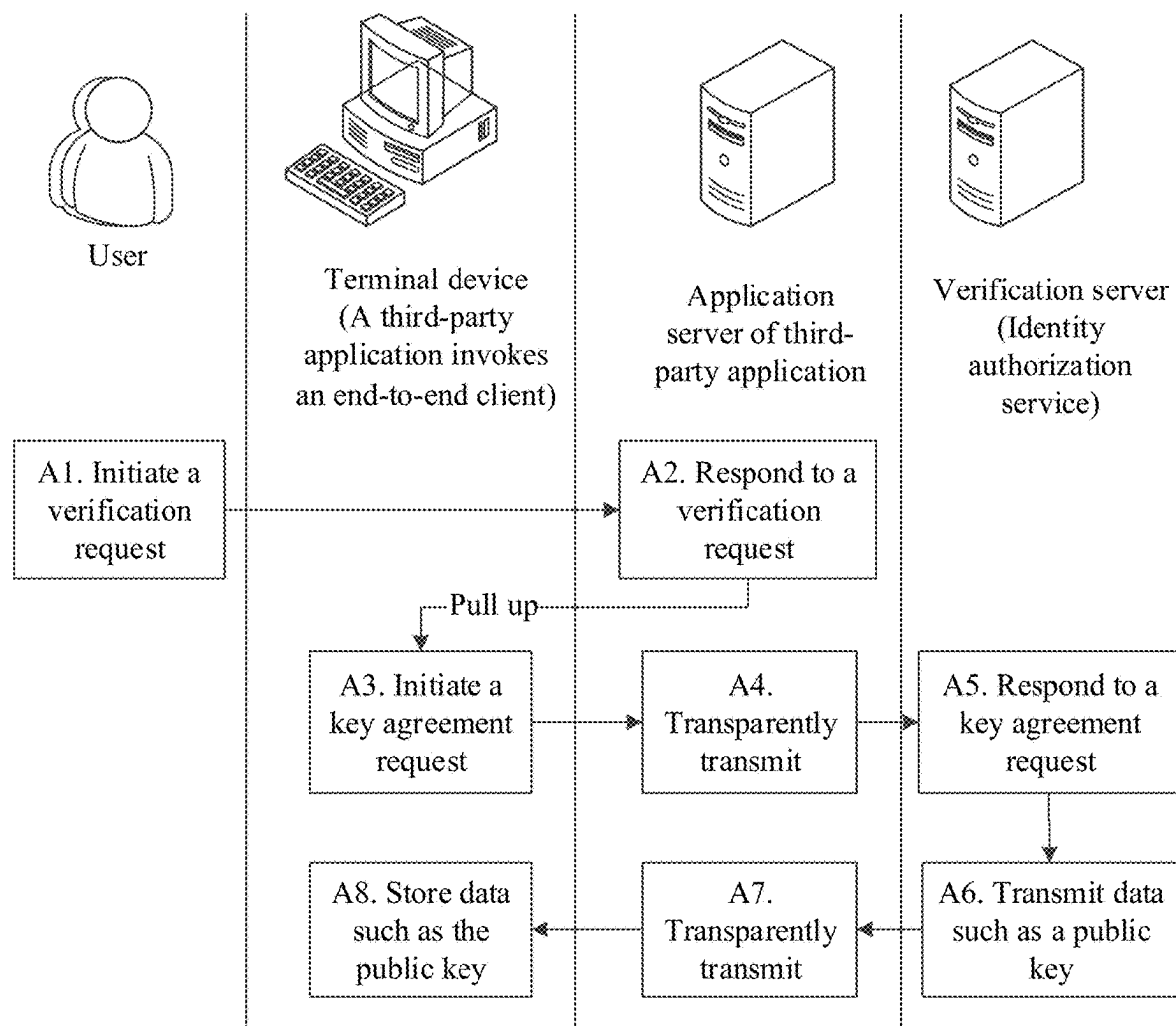 User
Terminal device
(A third-party
application invokes
an end-to-end client)
Application
server of third-
party application
Verification server
(Identity
authorization
service)
A1. Initiate a
verification
request
A2. Respond to a
verification
request
Pull up
A3. Initiate a
key agreement
request
A4.
Transparently
transmit
A5. Respond to a
key agreement
request
A8. Store data
such as the
public key
A7.
Transparently
transmit
A6. Transmit data
such as a public
key